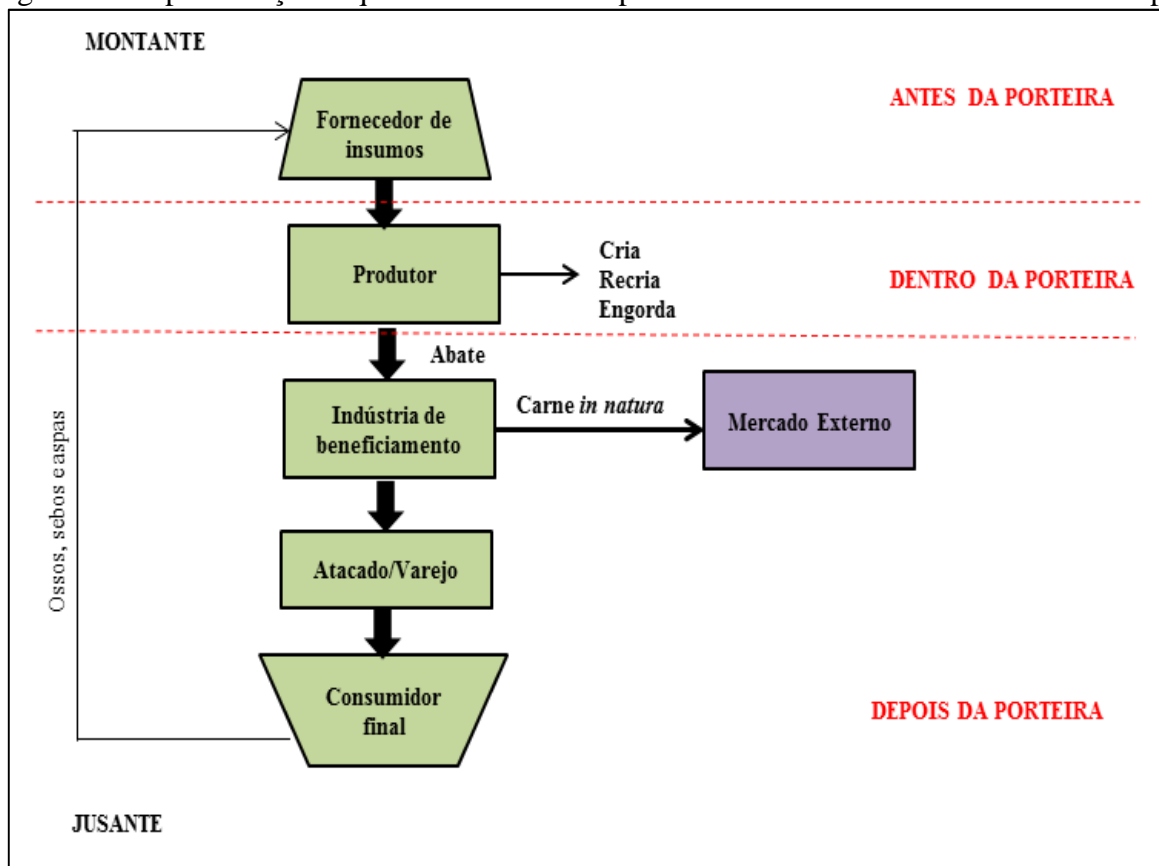 MONTANTE
ANTES DA PORTEIRA
Fornecedor de
insumos
Produtor
Cria
Recria
Engorda
DENTRO DA PORTEIRA
Abate
Indústria de
beneficiamento
Carne in natura
Mercado Externo
Ossos, sebos e aspas
Atacado/Varejo
Consumidor
final
DEPOIS DA PORTEIRA
JUSANTE